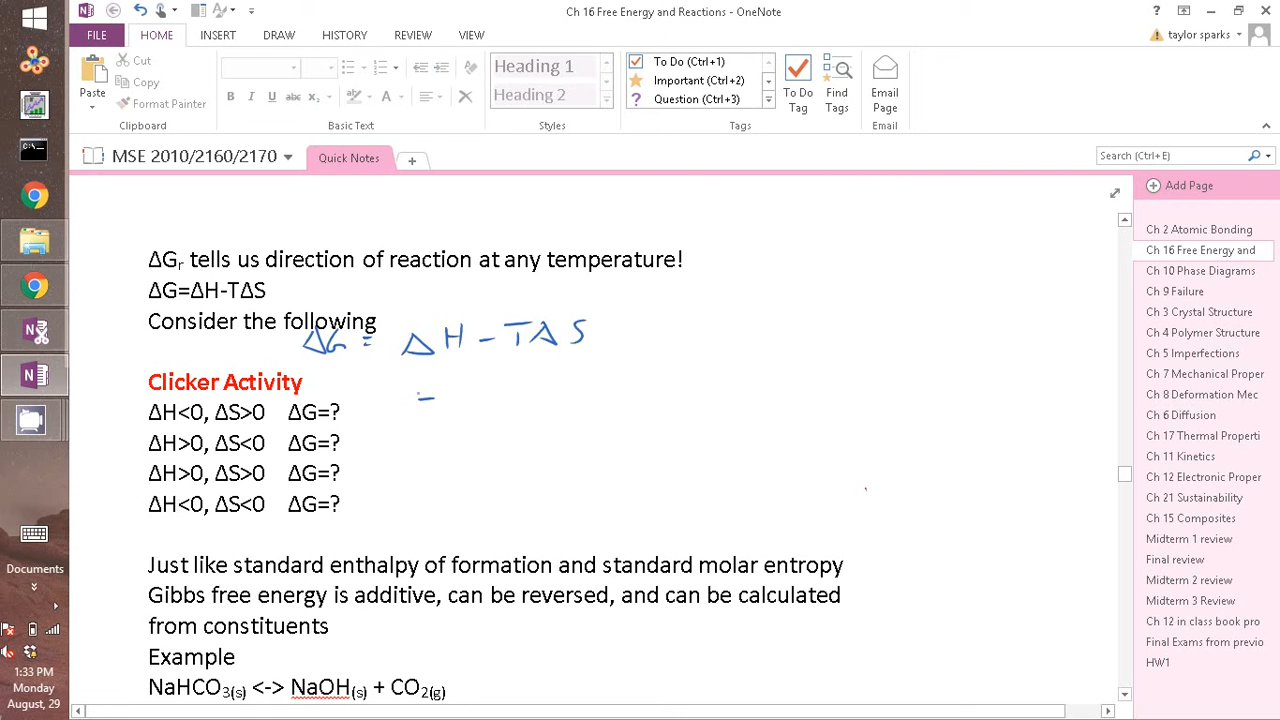 Ch 16 Free Energy and Reactions - OneNote
FILE HOME INSERT DRAW HISTORY REVIEW VIEW
taylor sparks
Paste
Cut
Copy
Format Painter
Clipboard
B I U abc X₂ A
Basic Text
Heading 1
Heading 2
Styles
To Do (Ctrl+1)
Important (Ctrl+2)
Question (Ctrl+3)
Tags
To Do Tag
Find Tags
Email Page
Email
MSE 2010/2160/2170
Quick Notes
Search (Ctrl+E)
ΔGᵣ tells us direction of reaction at any temperature!
ΔG=ΔH-TΔS
Consider the following
ΔG = ΔH - TΔS
Clicker Activity
-
ΔH<0, ΔS>0 ΔG=?
ΔH>0, ΔS<0 ΔG=?
ΔH>0, ΔS>0 ΔG=?
ΔH<0, ΔS<0 ΔG=?
Just like standard enthalpy of formation and standard molar entropy
Gibbs free energy is additive, can be reversed, and can be calculated
from constituents
Example
NaHCO₃(s) <-> NaOH(s) + CO₂(g)
Add Page
Ch 2 Atomic Bonding
Ch 16 Free Energy and
Ch 10 Phase Diagrams
Ch 9 Failure
Ch 3 Crystal Structure
Ch 4 Polymer Structure
Ch 5 Imperfections
Ch 7 Mechanical Proper
Ch 8 Deformation Mec
Ch 6 Diffusion
Ch 17 Thermal Properti
Ch 11 Kinetics
Ch 12 Electronic Proper
Ch 21 Sustainability
Ch 15 Composites
Midterm 1 review
Final review
Midterm 2 review
Midterm 3 Review
Ch 12 in class book pro
Final Exams from previo
HW0
Documents
1:33 PM
Monday
August, 29